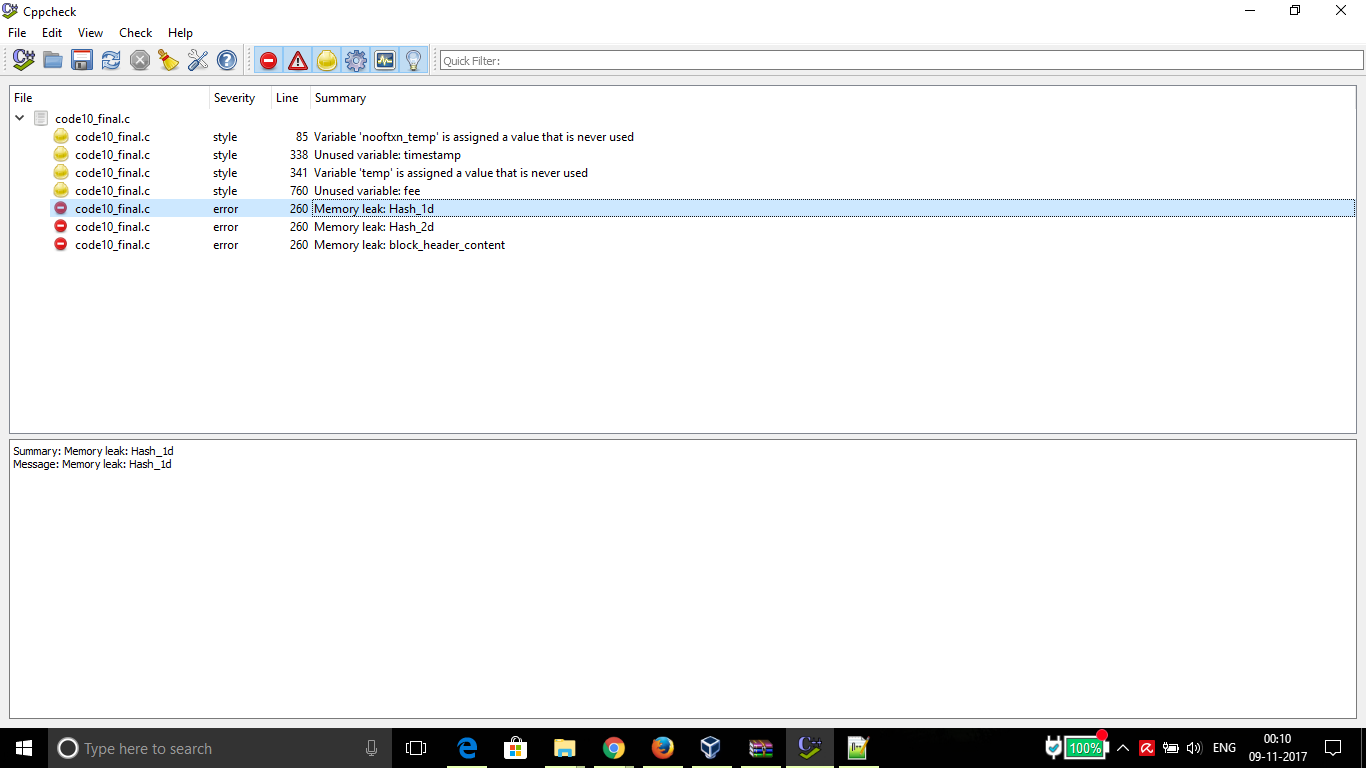 Cppcheck
File Edit View Check Help
Quick Filter:
File Severity Line Summary
code10_final.c
code10_final.c style 85 Variable 'nooftxn_temp' is assigned a value that is never used
code10_final.c style 338 Unused variable: timestamp
code10_final.c style 341 Variable 'temp' is assigned a value that is never used
code10_final.c style 760 Unused variable: fee
code10_final.c error 260 Memory leak: Hash_1d
code10_final.c error 260 Memory leak: Hash_2d
code10_final.c error 260 Memory leak: block_header_content
Summary: Memory leak: Hash_1d
Message: Memory leak: Hash_1d
Type here to search
100%
ENG
00:10
09-11-2017